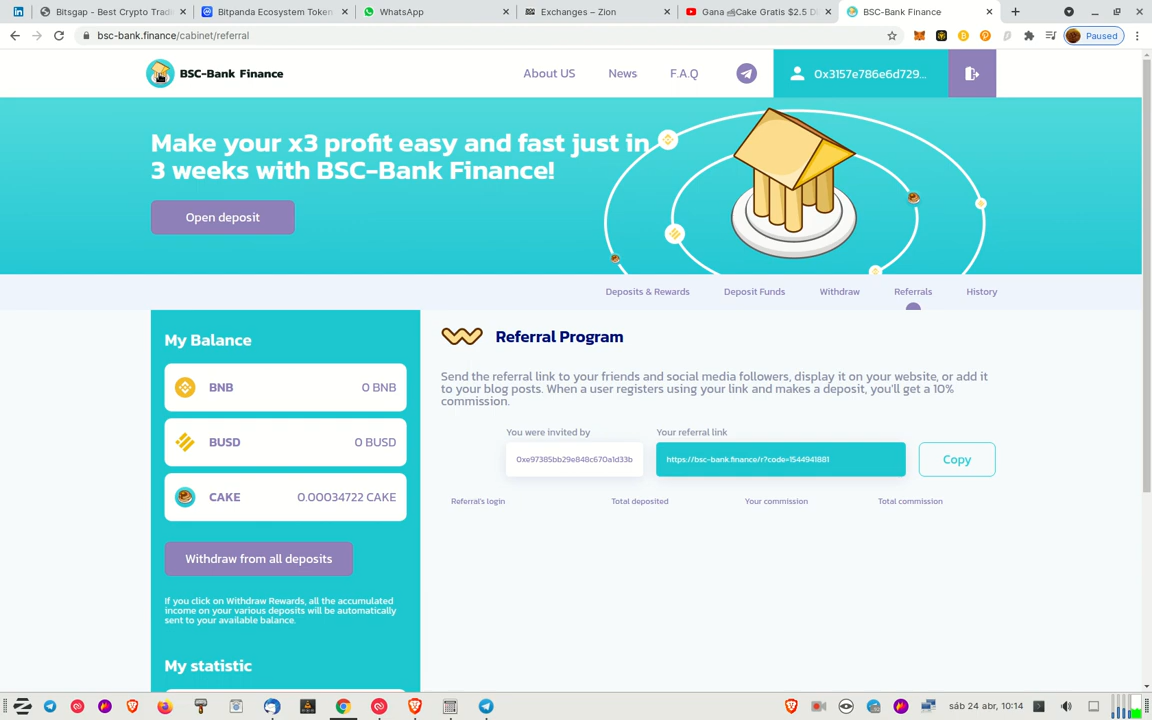 Bitsgap - Best Crypto Tradi
Bitpanda Ecosystem Token
WhatsApp
Exchanges – Zion
Gana 🍰Cake Gratis $2.5 D
BSC-Bank Finance
bsc-bank.finance/cabinet/referral
Paused
BSC-Bank Finance
About US
News
F.A.Q
0x3157e786e6d729...
Make your x3 profit easy and fast just in
3 weeks with BSC-Bank Finance!
Open deposit
Deposits & Rewards
Deposit Funds
Withdraw
Referrals
History
My Balance
BNB
0 BNB
BUSD
0 BUSD
CAKE
0.00034722 CAKE
Withdraw from all deposits
If you click on Withdraw Rewards, all the accumulated
income on your various deposits will be automatically
sent to your available balance.
My statistic
Referral Program
Send the referral link to your friends and social media followers, display it on your website, or add it
to your blog posts. When a user registers using your link and makes a deposit, you'll get a 10%
commission.
You were invited by
Your referral link
0xe97385bb29e848c670a1d33b
https://bsc-bank.finance/r?code=1544941881
Copy
Referral's login
Total deposited
Your commission
Total commission
sáb 24 abr, 10:14